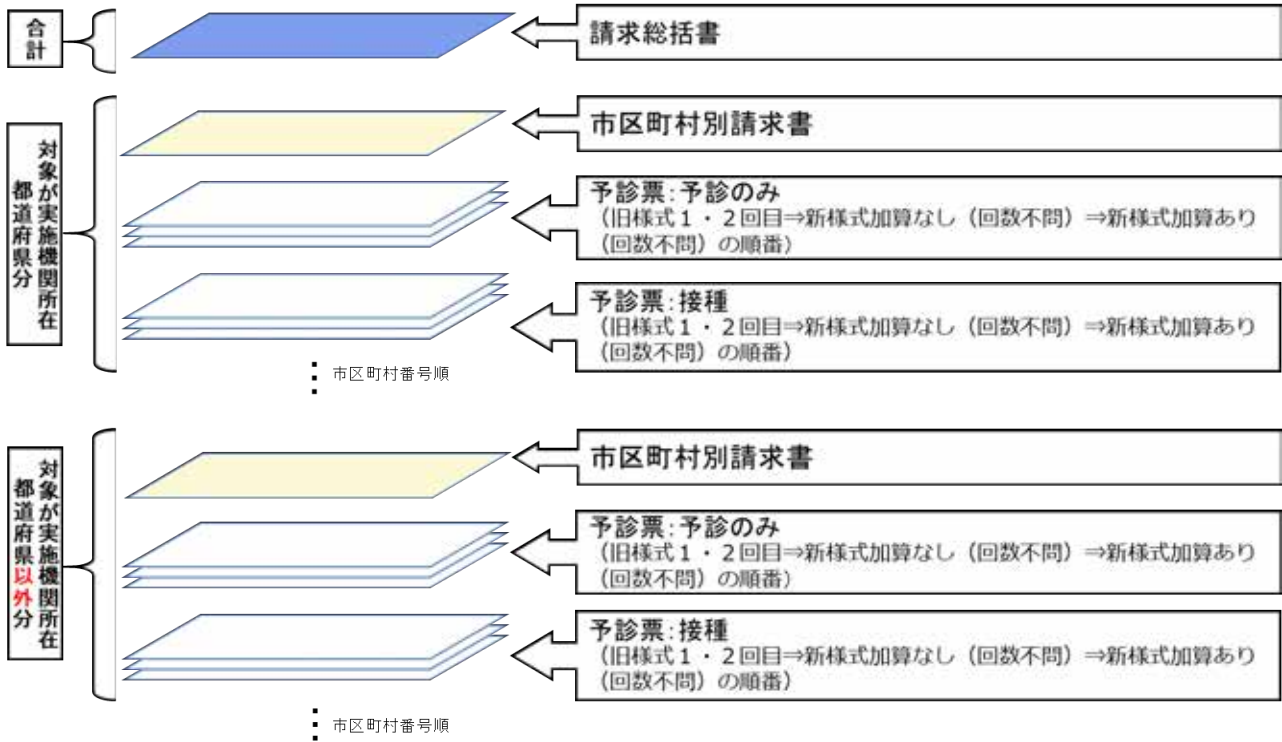 合計
請求総括書
対象が実施機関所在
都道府県分
市区町村別請求書
予診票:予診のみ
(旧様式1・2回目⇒新様式加算なし(回数不問)⇒新様式加算あり
(回数不問)の順番)
予診票:接種
(旧様式1・2回目⇒新様式加算なし(回数不問)⇒新様式加算あり
(回数不問)の順番)
市区町村番号順
対象が実施機関所在
都道府県以外分
市区町村別請求書
予診票:予診のみ
(旧様式1・2回目⇒新様式加算なし(回数不問)⇒新様式加算あり
(回数不問)の順番)
予診票:接種
(旧様式1・2回目⇒新様式加算なし(回数不問)⇒新様式加算あり
(回数不問)の順番)
市区町村番号順